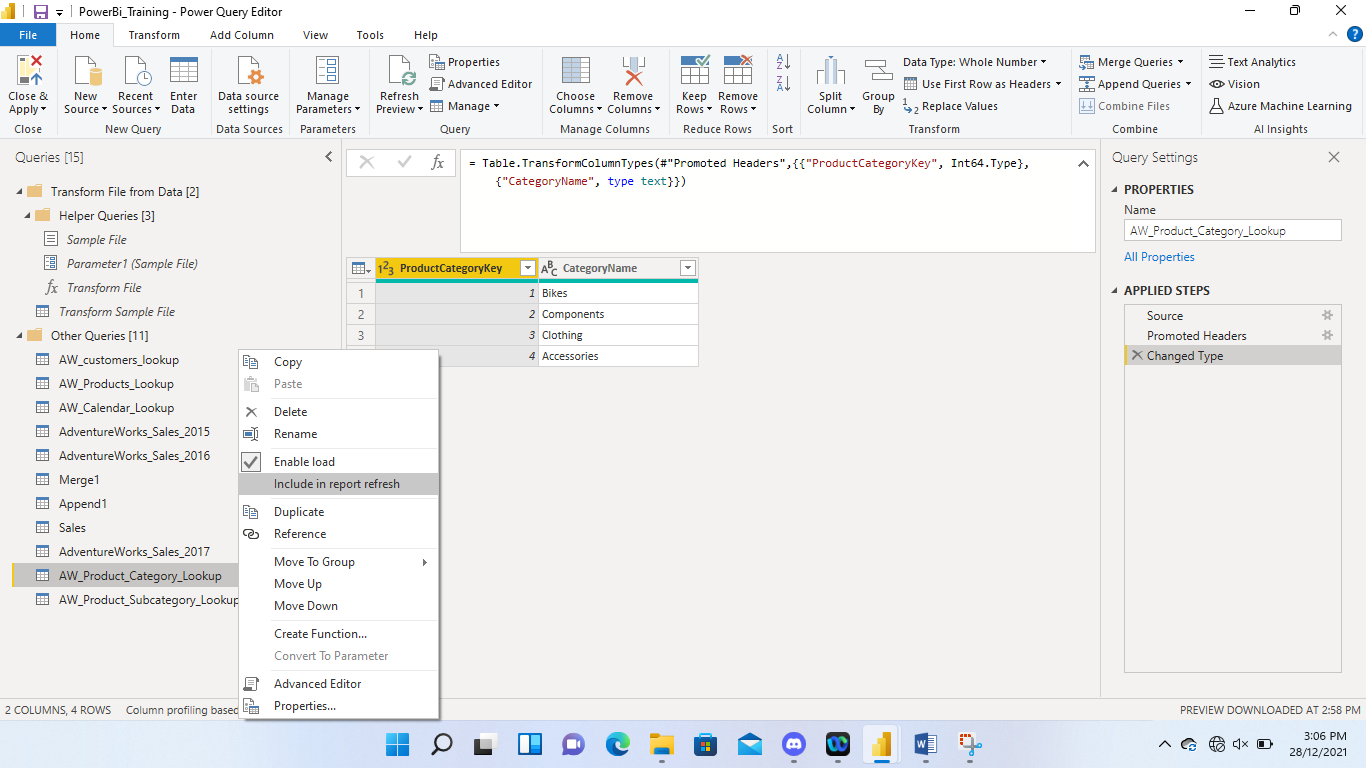 PowerBi_Training - Power Query Editor
File Home Transform Add Column View Tools Help
Close & Apply
Close
New Source
Recent Sources
Enter Data
New Query
Data source settings
Data Sources
Manage Parameters
Parameters
Refresh Preview
Properties
Advanced Editor
Manage
Query
Choose Columns
Remove Columns
Manage Columns
Keep Rows
Remove Rows
Reduce Rows
Sort
Split Column
Group By
Data Type: Whole Number
Use First Row as Headers
Replace Values
Transform
Merge Queries
Append Queries
Combine Files
Combine
Text Analytics
Vision
Azure Machine Learning
AI Insights
Queries [15]
Transform File from Data [2]
Helper Queries [3]
Sample File
Parameter1 (Sample File)
fx Transform File
Transform Sample File
Other Queries [11]
AW_customers_lookup
AW_Products_Lookup
AW_Calendar_Lookup
AdventureWorks_Sales_2015
AdventureWorks_Sales_2016
Merge1
Append1
Sales
AdventureWorks_Sales_2017
AW_Product_Category_Lookup
AW_Product_Subcategory_Lookup
Copy
Paste
Delete
Rename
Enable load
Include in report refresh
Duplicate
Reference
Move To Group
Move Up
Move Down
Create Function...
Convert To Parameter
Advanced Editor
Properties...
fx
= Table.TransformColumnTypes(#"Promoted Headers",{{"ProductCategoryKey", Int64.Type},
{"CategoryName", type text}})
123 ProductCategoryKey ABC CategoryName
1 1 Bikes
2 2 Components
3 3 Clothing
4 Accessories
Query Settings
PROPERTIES
Name
AW_Product_Category_Lookup
All Properties
APPLIED STEPS
Source
Promoted Headers
Changed Type
2 COLUMNS, 4 ROWS Column profiling based
PREVIEW DOWNLOADED AT 2:58 PM
3:06 PM
28/12/2021